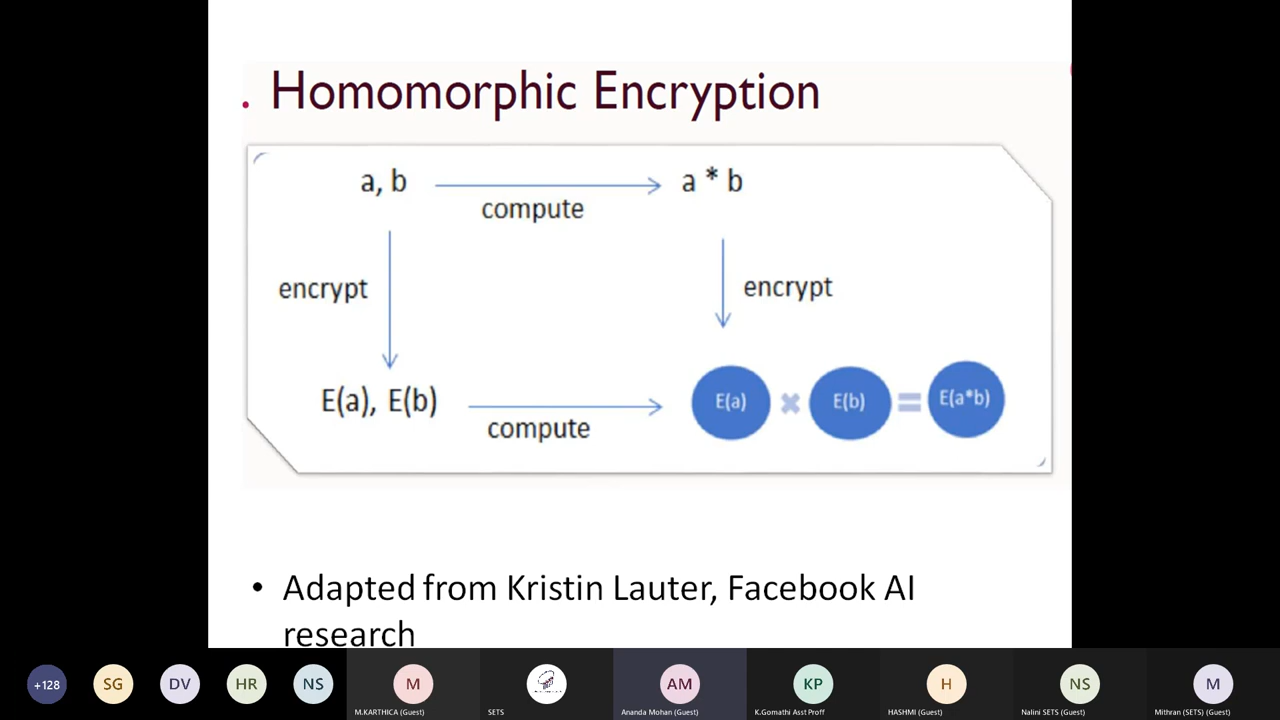 . Homomorphic Encryption
a, b
a * b
compute
encrypt
encrypt
E(a), E(b)
compute
E(a) × E(b) = E(a*b)
• Adapted from Kristin Lauter, Facebook AI
research
+128
SG
DV
HR
NS
M
AM
KP
H
NS
M
M.KARTHICA (Guest)
SETS
Ananda Mohan (Guest)
K.Gomathi Asst Proff
HASHMI (Guest)
Nalini SETS (Guest)
Mithran (SETS) (Guest)